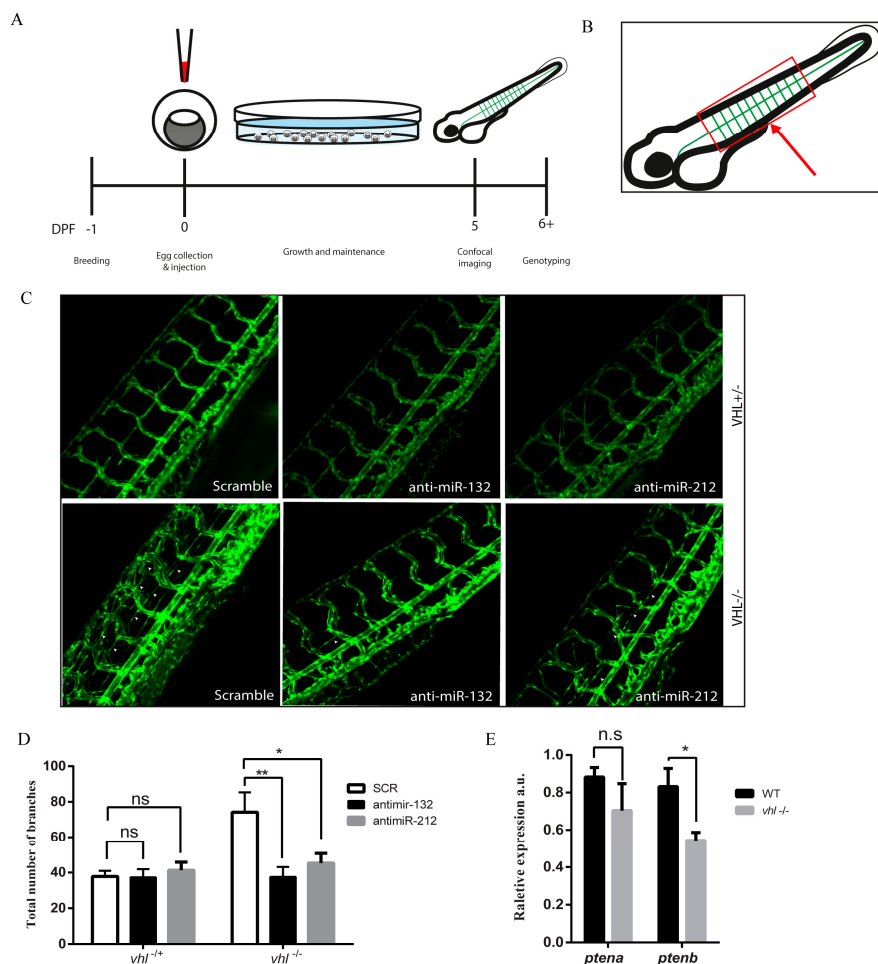 A
B
DPF -1 0 5 6+
Breeding
Egg collection
& injection
Growth and maintenance
Confocal
imaging
Genotyping
C
Scramble
anti-miR-132
anti-miR-212
VHL+/-
Scramble
anti-miR-132
anti-miR-212
VHL-/-
D
Total number of branches
100
80
60
40
20
0
ns
ns
*
**
SCR
antimir-132
antimiR-212
vhl -/+
vhl -/-
E
Raletive expression a.u.
1.0
0.8
0.6
0.4
0.2
0.0
n.s
*
WT
vhl -/-
ptena
ptenb